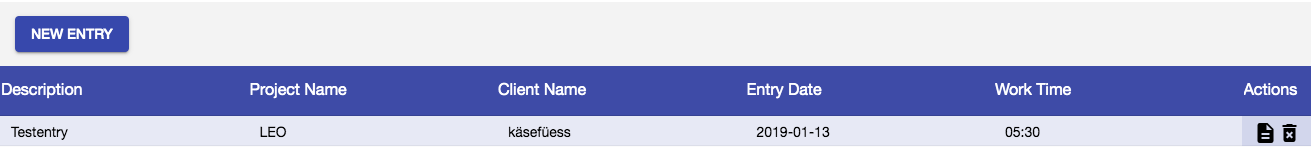 NEW ENTRY
Description Project Name Client Name Entry Date Work Time Actions
Testentry LEO käsefüess 2019-01-13 05:30